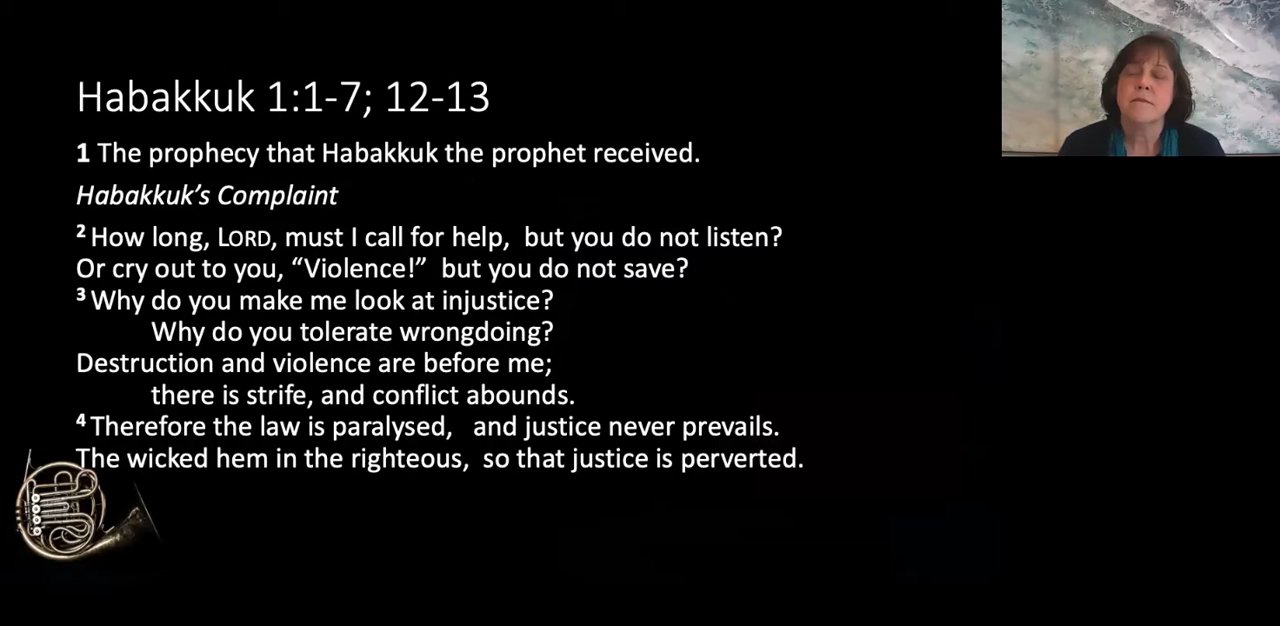 Habakkuk 1:1-7; 12-13
1 The prophecy that Habakkuk the prophet received.
Habakkuk’s Complaint
2 How long, LORD, must I call for help, but you do not listen?
Or cry out to you, “Violence!” but you do not save?
3 Why do you make me look at injustice?
Why do you tolerate wrongdoing?
Destruction and violence are before me;
there is strife, and conflict abounds.
4 Therefore the law is paralysed, and justice never prevails.
The wicked hem in the righteous, so that justice is perverted.